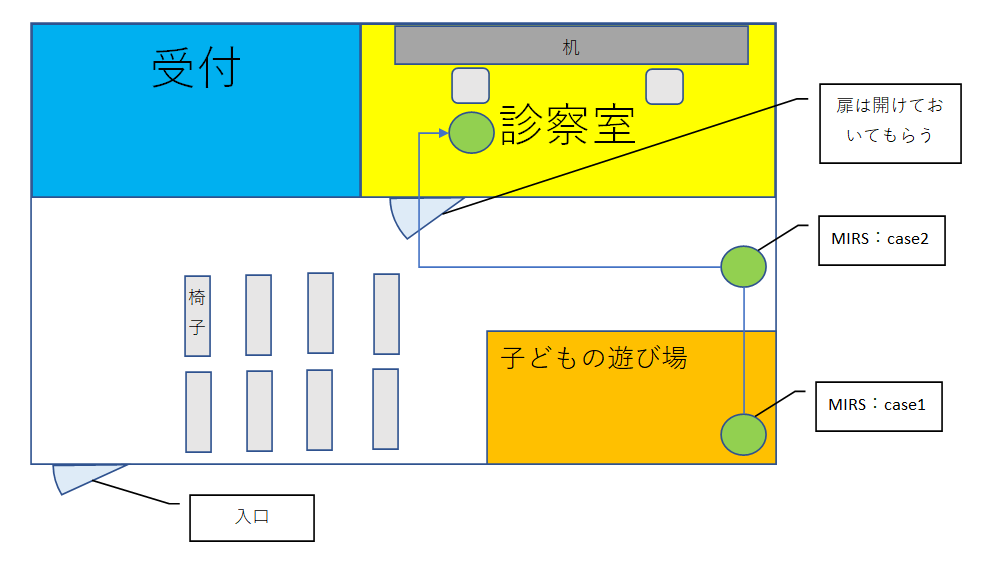 受付
机
診察室
扉は開けてお
いてもらう
MIRS：case2
椅
子
子どもの遊び場
MIRS：case1
入口